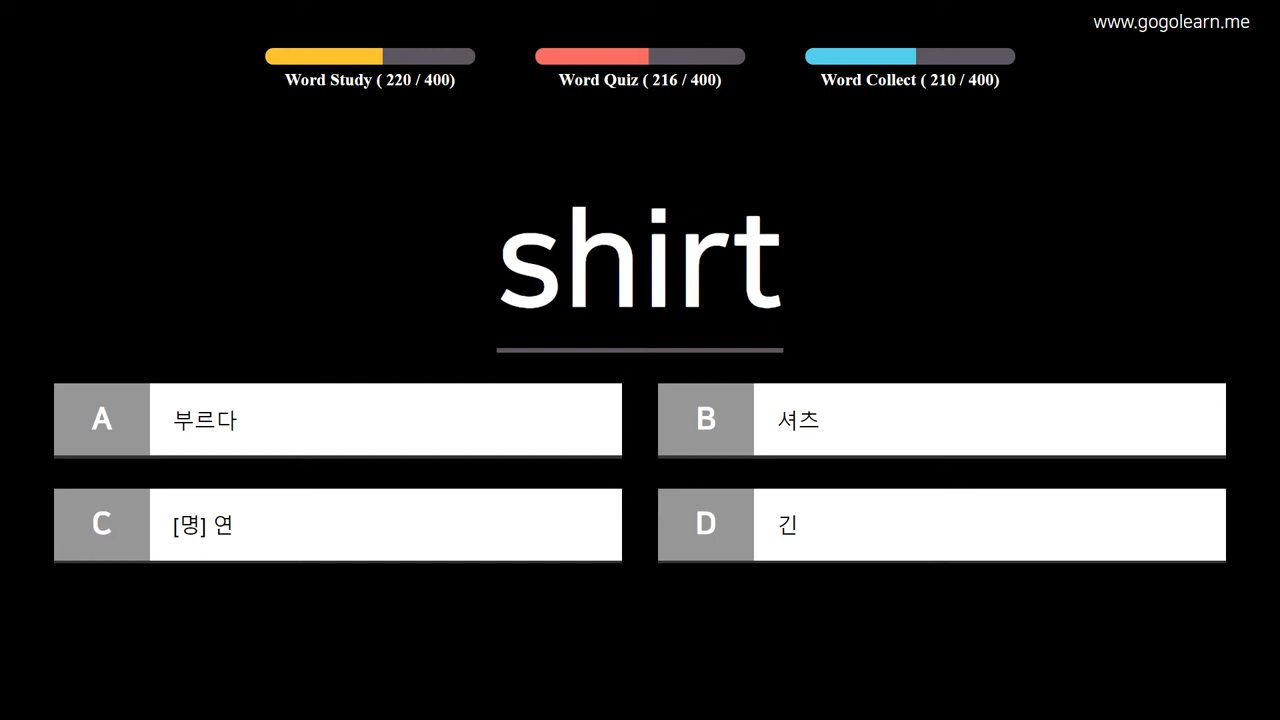 www.gogolearn.me
Word Study ( 220 / 400)
Word Quiz ( 216 / 400)
Word Collect ( 210 / 400)
shirt
A 부르다
B 셔츠
C [명] 연
D 긴